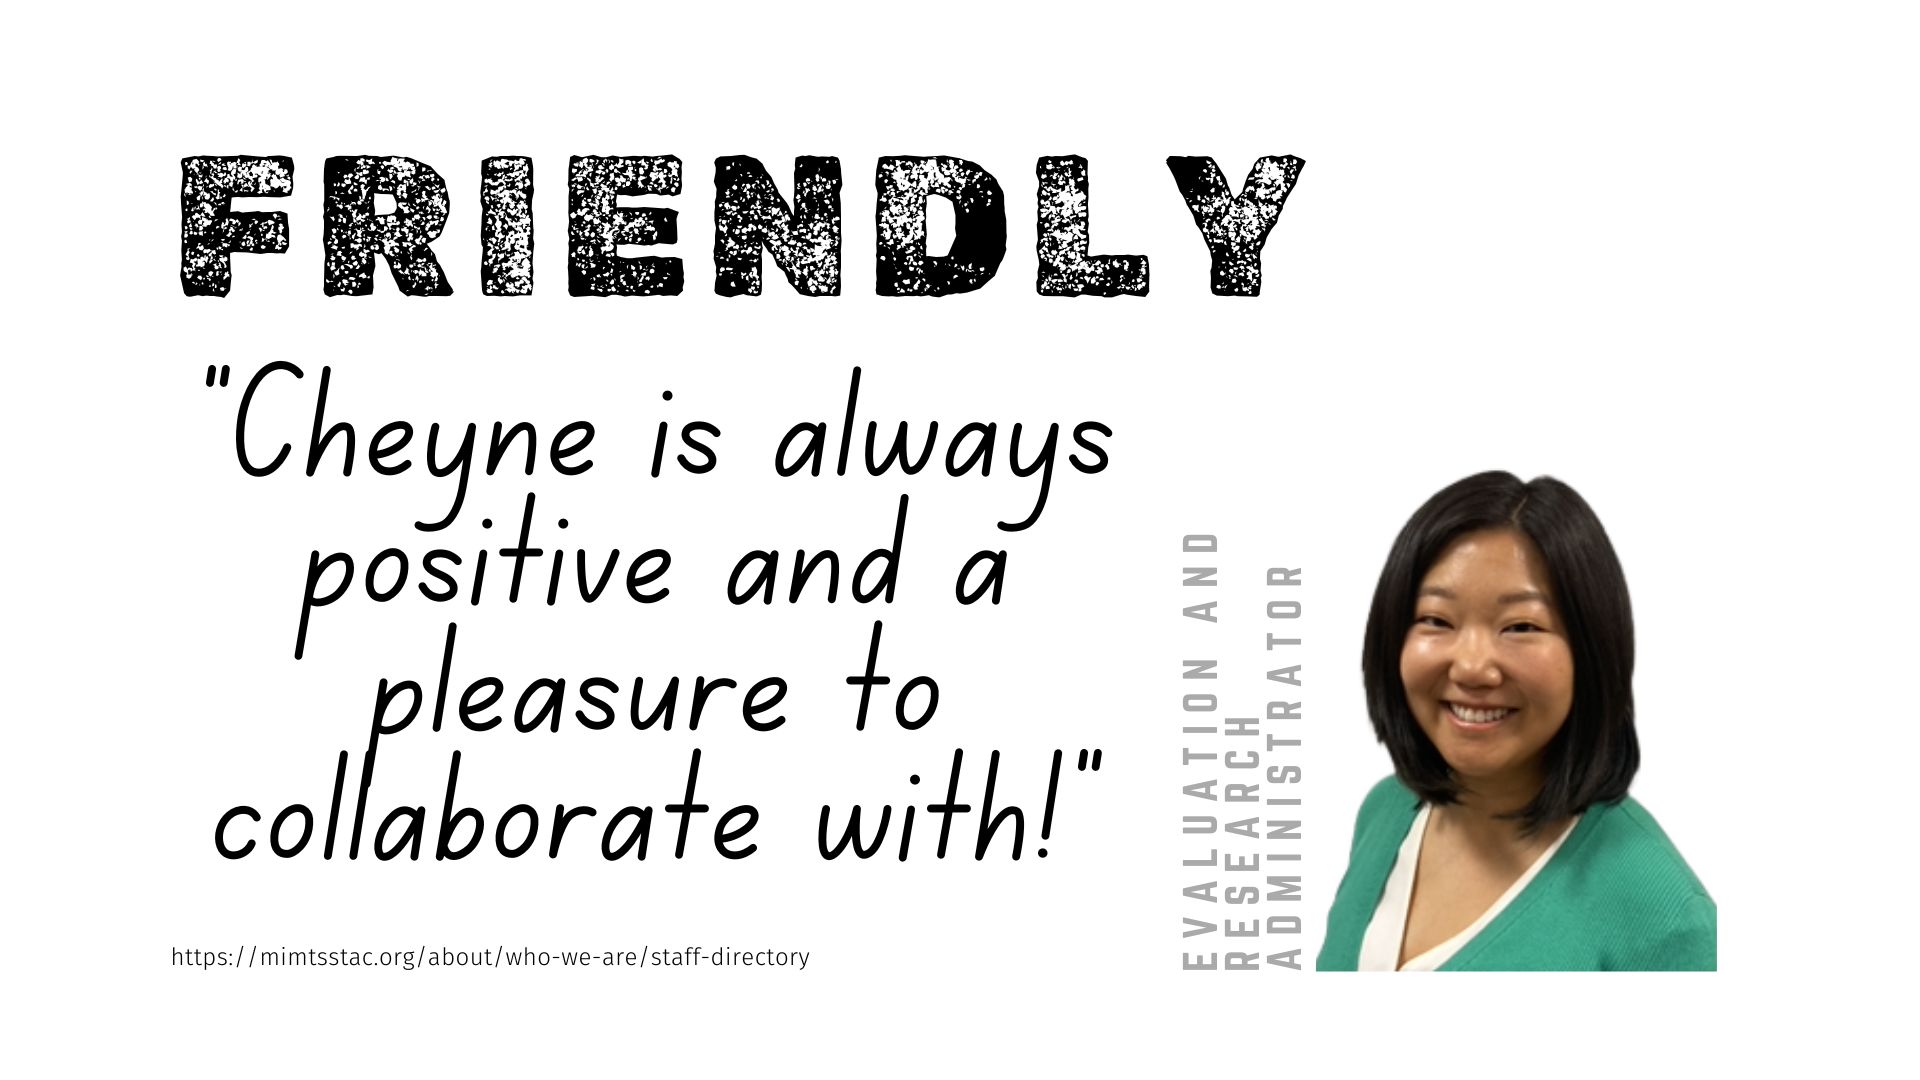 FRIENDLY
"Cheyne is always
positive and a
pleasure to
collaborate with!"
EVALUATION AND
RESEARCH
ADMINISTRATOR
https://mimtsstac.org/about/who-we-are/staff-directory